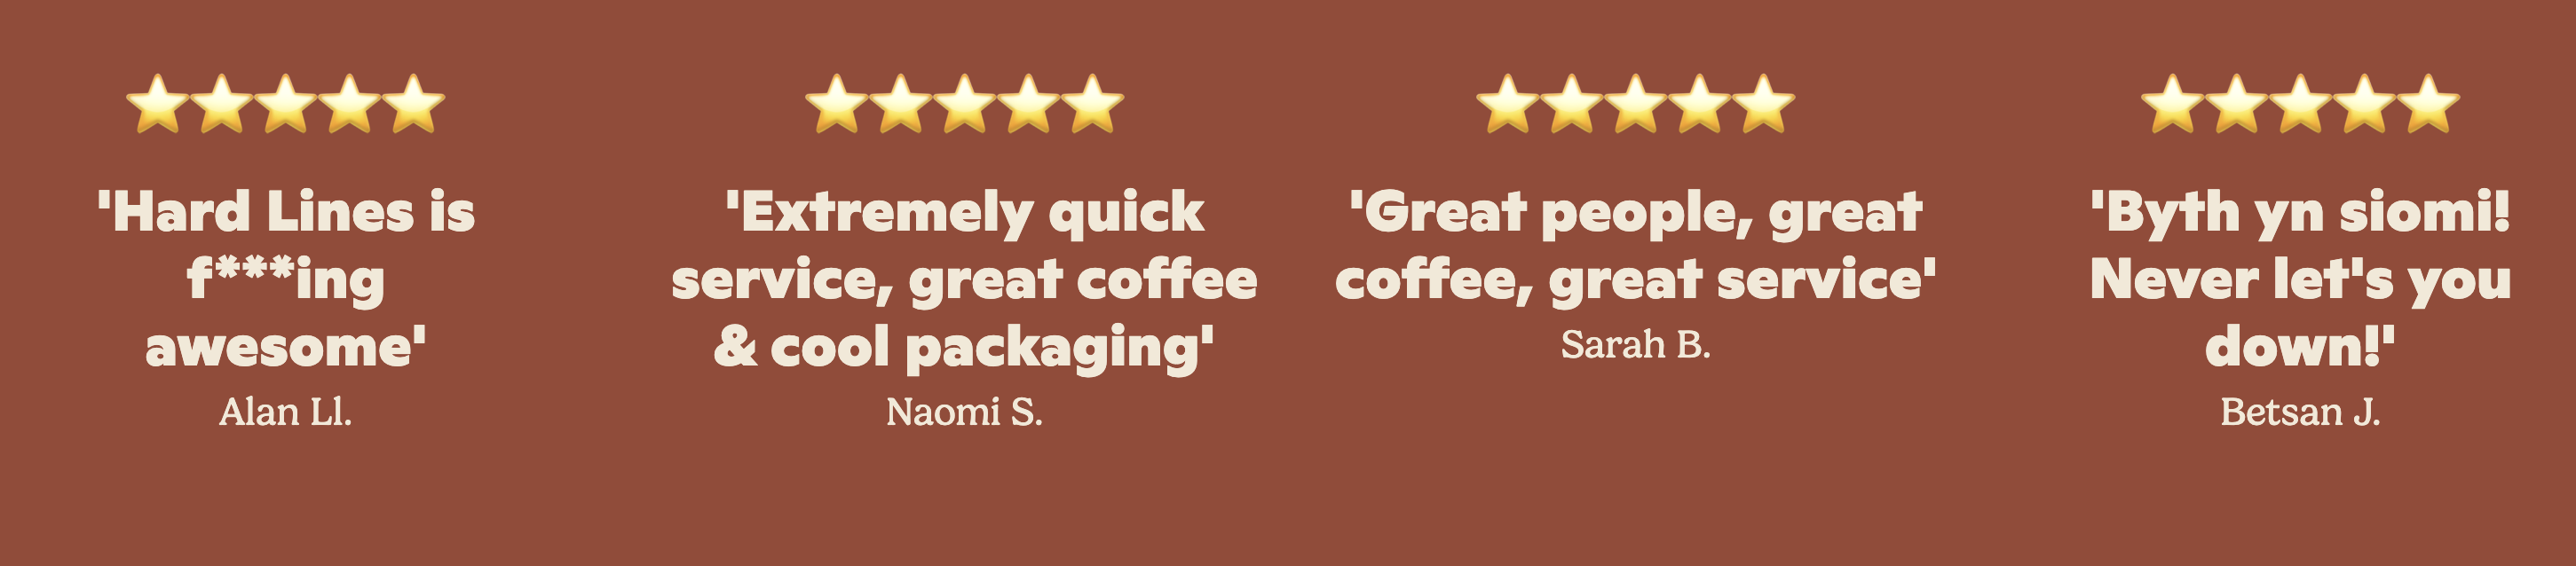 ⭐⭐⭐⭐⭐
'Hard Lines is
f***ing
awesome'
Alan Ll.
⭐⭐⭐⭐⭐
'Extremely quick
service, great coffee
& cool packaging'
Naomi S.
⭐⭐⭐⭐⭐
'Great people, great
coffee, great service'
Sarah B.
⭐⭐⭐⭐⭐
'Byth yn siomi!
Never let's you
down!'
Betsan J.